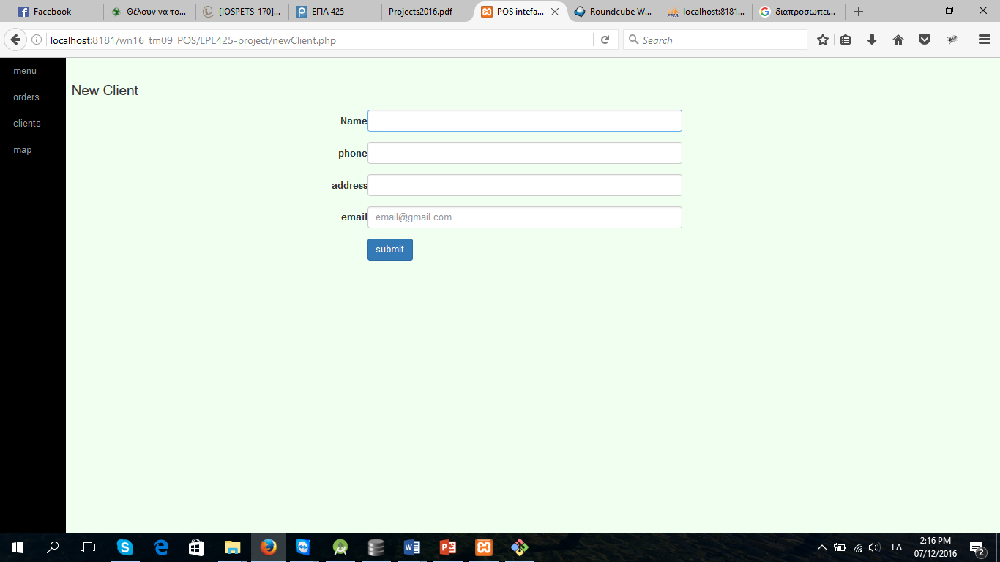 Facebook
Θέλουν να το...
[IOSPETS-170]...
ΕΠΛ 425
Projects2016.pdf
POS intefa...
Roundcube W...
localhost:8181...
διαπροσωπει...
localhost:8181/wn16_tm09_POS/EPL425-project/newClient.php
Search
menu
orders
clients
map
New Client
Name
phone
address
email
email@gmail.com
submit
ΕΛ
2:16 PM
07/12/2016
2